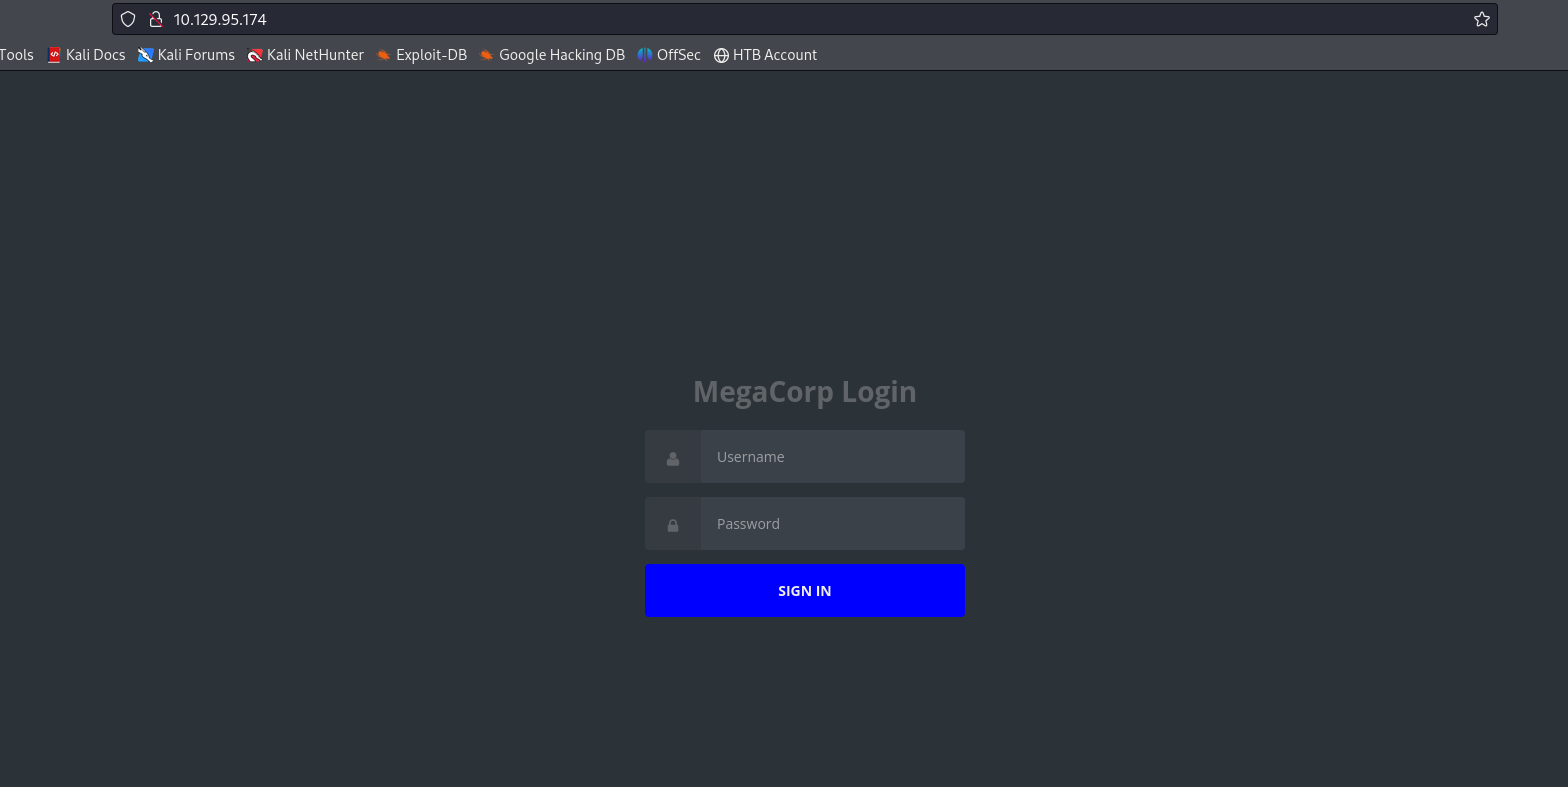 10.129.95.174
Tools Kali Docs Kali Forums Kali NetHunter Exploit-DB Google Hacking DB OffSec HTB Account
MegaCorp Login
Username
Password
SIGN IN